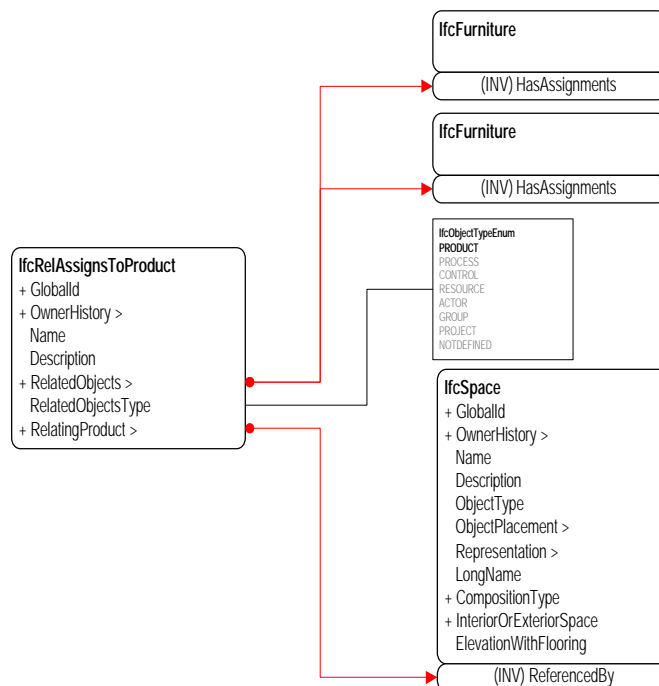 IfcFurniture
(INV) HasAssignments
IfcFurniture
(INV) HasAssignments
IfcObjectTypeEnum
PRODUCT
PROCESS
CONTROL
RESOURCE
ACTOR
GROUP
PROJECT
NOTDEFINED
IfcRelAssignsToProduct
+ GlobalId
+ OwnerHistory >
Name
Description
+ RelatedObjects >
RelatedObjectsType
+ RelatingProduct >
IfcSpace
+ GlobalId
+ OwnerHistory >
Name
Description
ObjectType
ObjectPlacement >
Representation >
LongName
+ CompositionType
+ InteriorOrExteriorSpace
ElevationWithFlooring
(INV) ReferencedBy